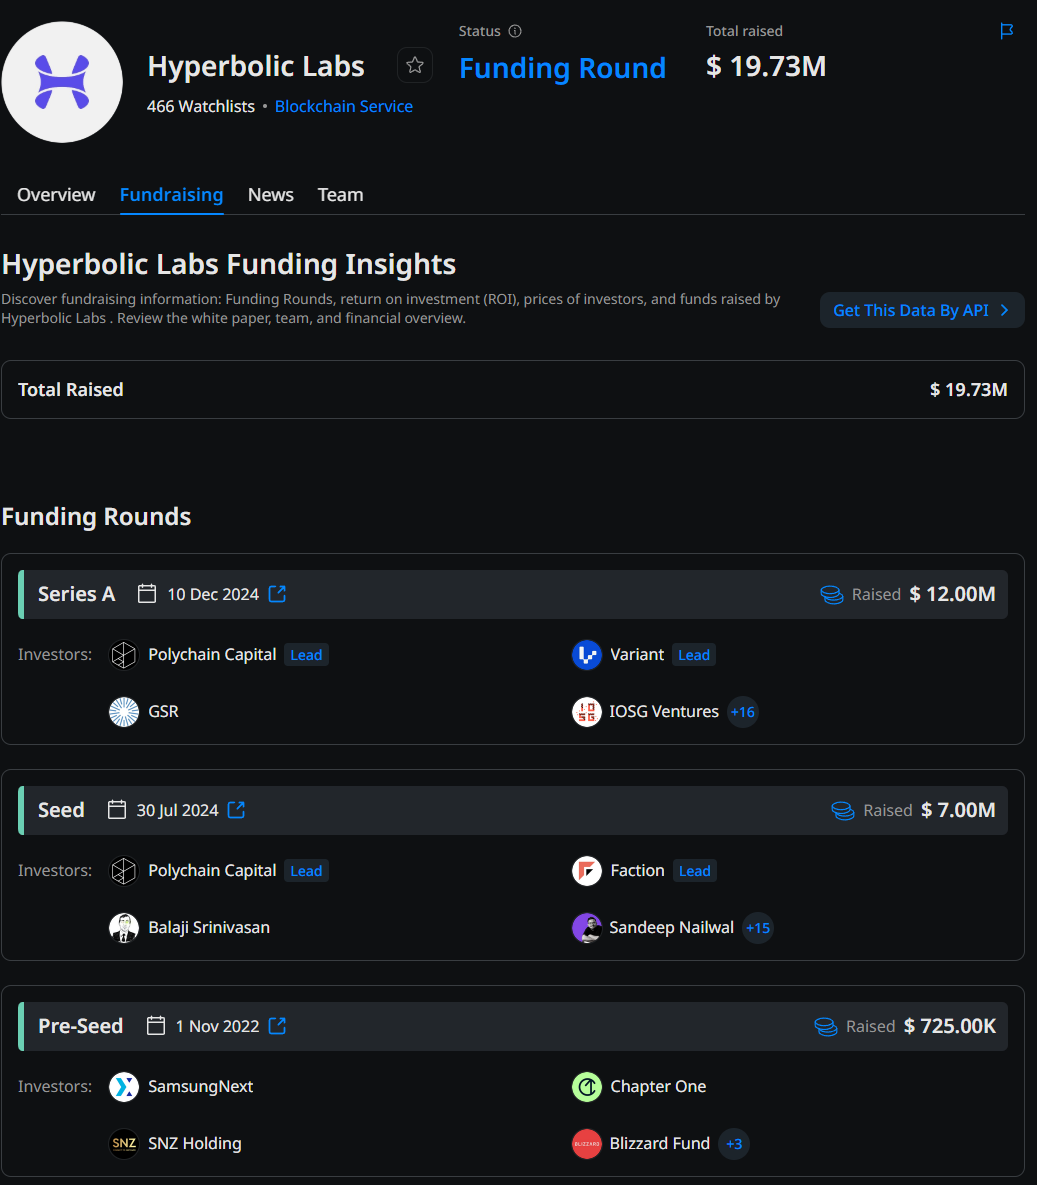 Hyperbolic Labs
466 Watchlists • Blockchain Service
Status
Funding Round
Total raised
$ 19.73M
Overview Fundraising News Team
Hyperbolic Labs Funding Insights
Discover fundraising information: Funding Rounds, return on investment (ROI), prices of investors, and funds raised by
Hyperbolic Labs . Review the white paper, team, and financial overview.
Get This Data By API
Total Raised $ 19.73M
Funding Rounds
Series A 10 Dec 2024 Raised $ 12.00M
Investors: Polychain Capital Lead Variant Lead
GSR IOSG Ventures +16
Seed 30 Jul 2024 Raised $ 7.00M
Investors: Polychain Capital Lead Faction Lead
Balaji Srinivasan Sandeep Nailwal +15
Pre-Seed 1 Nov 2022 Raised $ 725.00K
Investors: SamsungNext Chapter One
SNZ SNZ Holding BLIZZARD Blizzard Fund +3